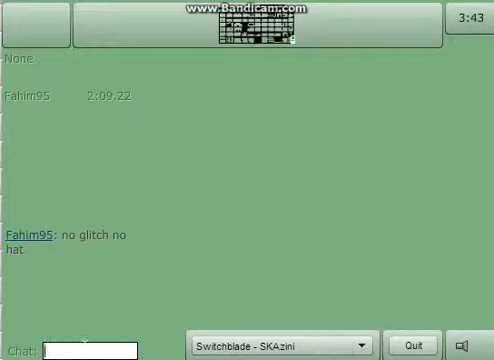 www.Bandicam.com
3:43
None.
Fahim95 2:09.22
Fahim95: no glitch no
hat
Chat:
Switchblade - SKAzini
Quit